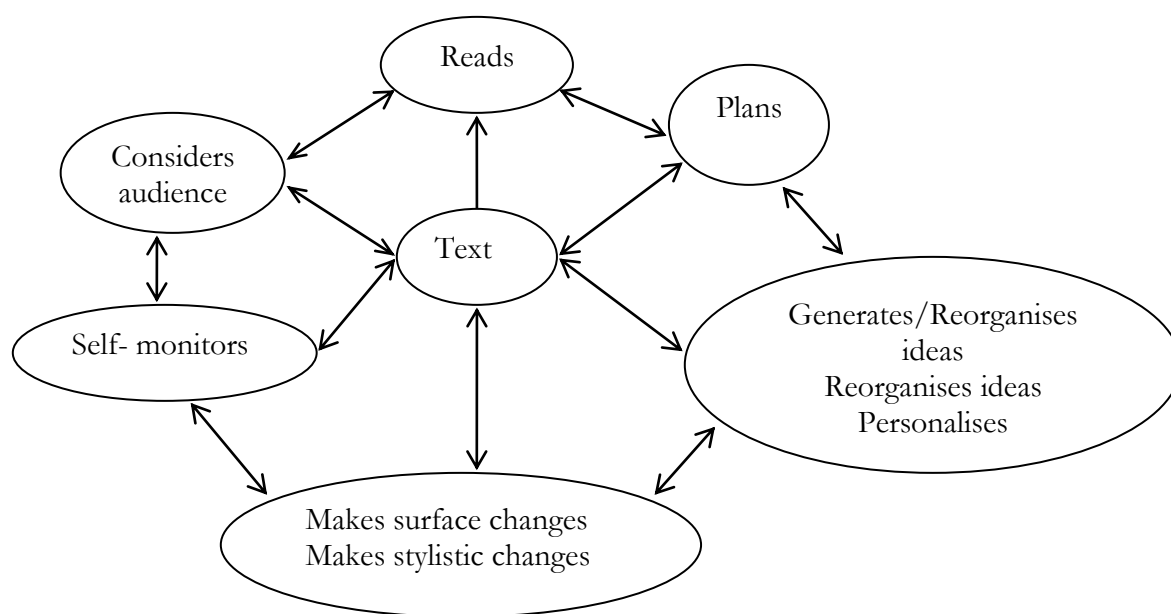 Reads
Plans
Considers
audience
Text
Self- monitors
Generates/Reorganises
ideas
Reorganises ideas
Personalises
Makes surface changes
Makes stylistic changes